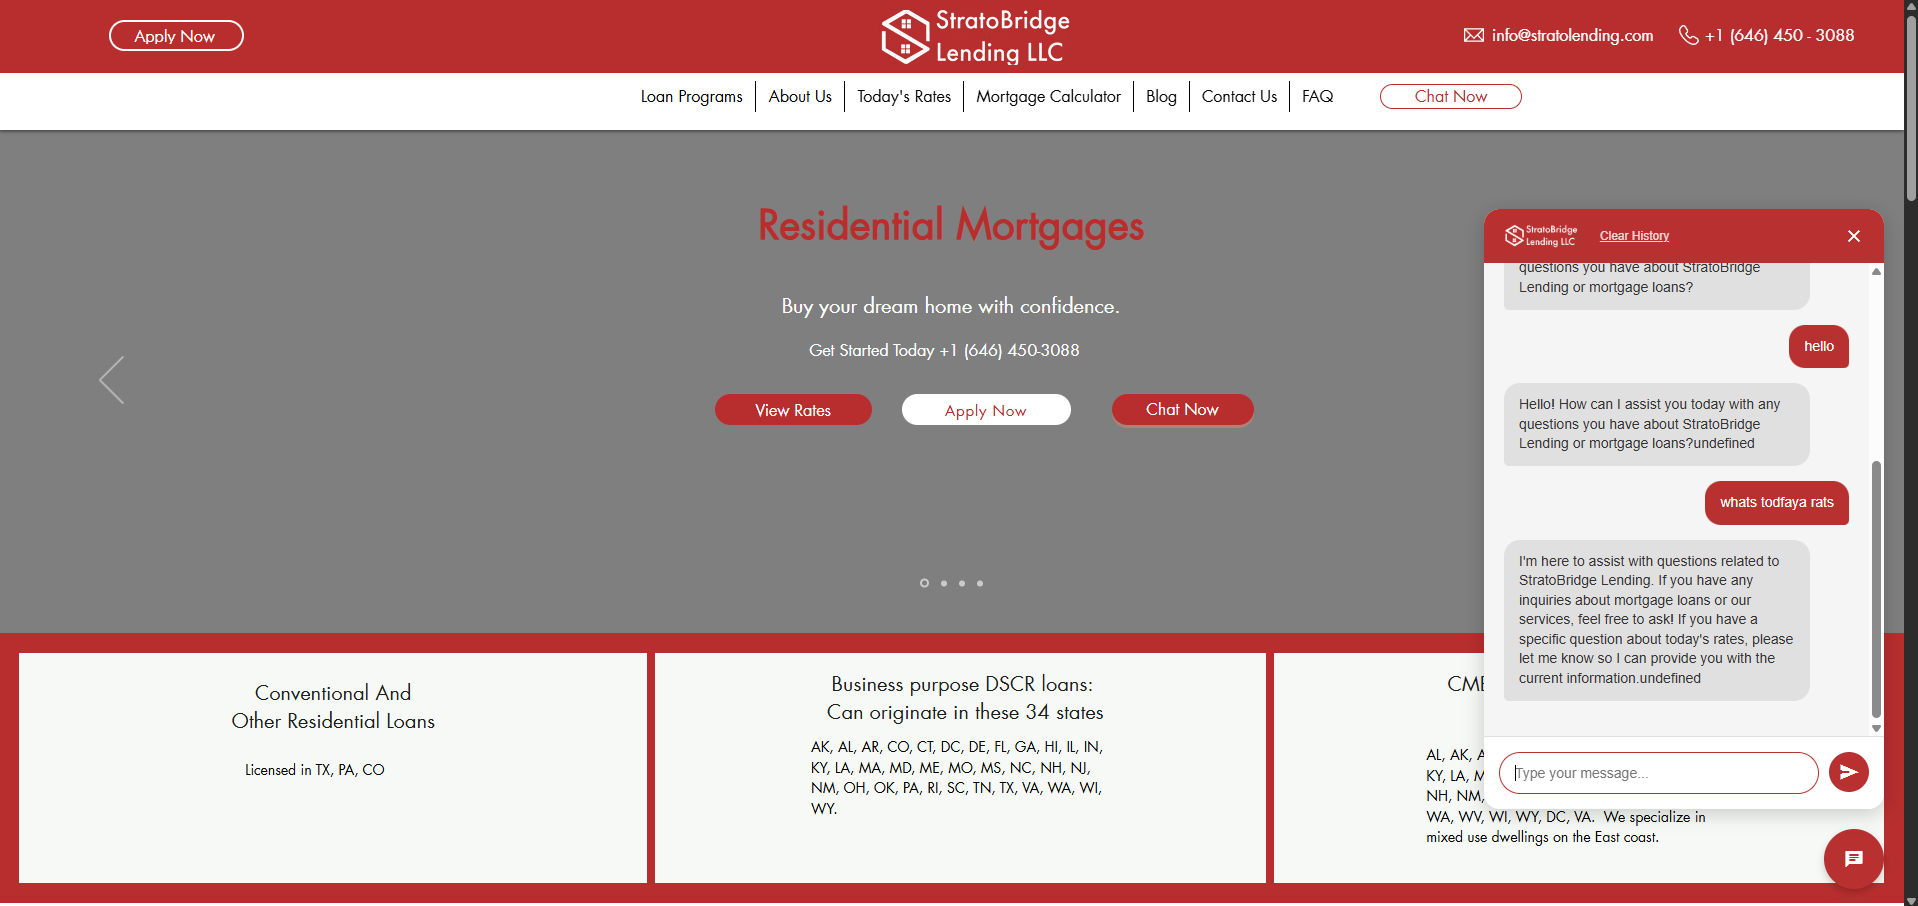 Apply Now
StratoBridge
Lending LLC
info@stratolending.com
+1 (646) 450 - 3088
Loan Programs
About Us
Today's Rates
Mortgage Calculator
Blog
Contact Us
FAQ
Chat Now
Residential Mortgages
Buy your dream home with confidence.
Get Started Today +1 (646) 450-3088
View Rates
Apply Now
Chat Now
Conventional And
Other Residential Loans
Licensed in TX, PA, CO
Business purpose DSCR loans:
Can originate in these 34 states
AK, AL, AR, CO, CT, DC, DE, FL, GA, HI, IL, IN,
KY, LA, MA, MD, ME, MO, MS, NC, NH, NJ,
NM, OH, OK, PA, RI, SC, TN, TX, VA, WA, WI,
WY.
AL, AK,
KY, LA,
NH, NM,
WA, WV, WI, WY, DC, VA. We specialize in
mixed use dwellings on the East coast.
StratoBridge
Lending LLC
Clear History
questions you have about StratoBridge
Lending or mortgage loans?
hello
Hello! How can I assist you today with any
questions you have about StratoBridge
Lending or mortgage loans?undefined
whats todfaya rats
I'm here to assist with questions related to
StratoBridge Lending. If you have any
inquiries about mortgage loans or our
services, feel free to ask! If you have a
specific question about today's rates, please
let me know so I can provide you with the
current information.undefined
Type your message...